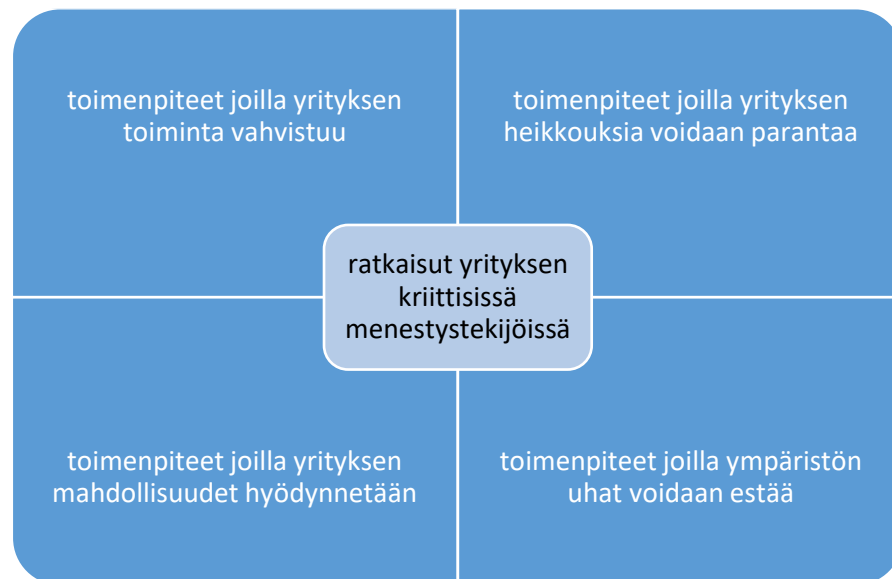 toimenpiteet joilla yrityksen
toiminta vahvistuu
toimenpiteet joilla yrityksen
heikkouksia voidaan parantaa
ratkaisut yrityksen
kriittisissä
menestystekijöissä
toimenpiteet joilla yrityksen
mahdollisuudet hyödynnetään
toimenpiteet joilla ympäristön
uhat voidaan estää